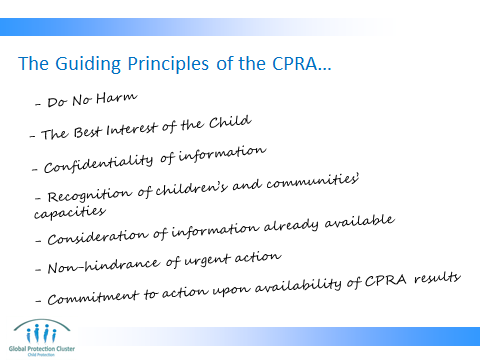 The Guiding Principles of the CPRA...
- Do No Harm
- The Best Interest of the Child
- Confidentiality of information
- Recognition of children's and communities'
capacities
- Consideration of information already available
- Non-hindrance of urgent action
- Commitment to action upon availability of CPRA results
Global Protection Cluster
Child Protection